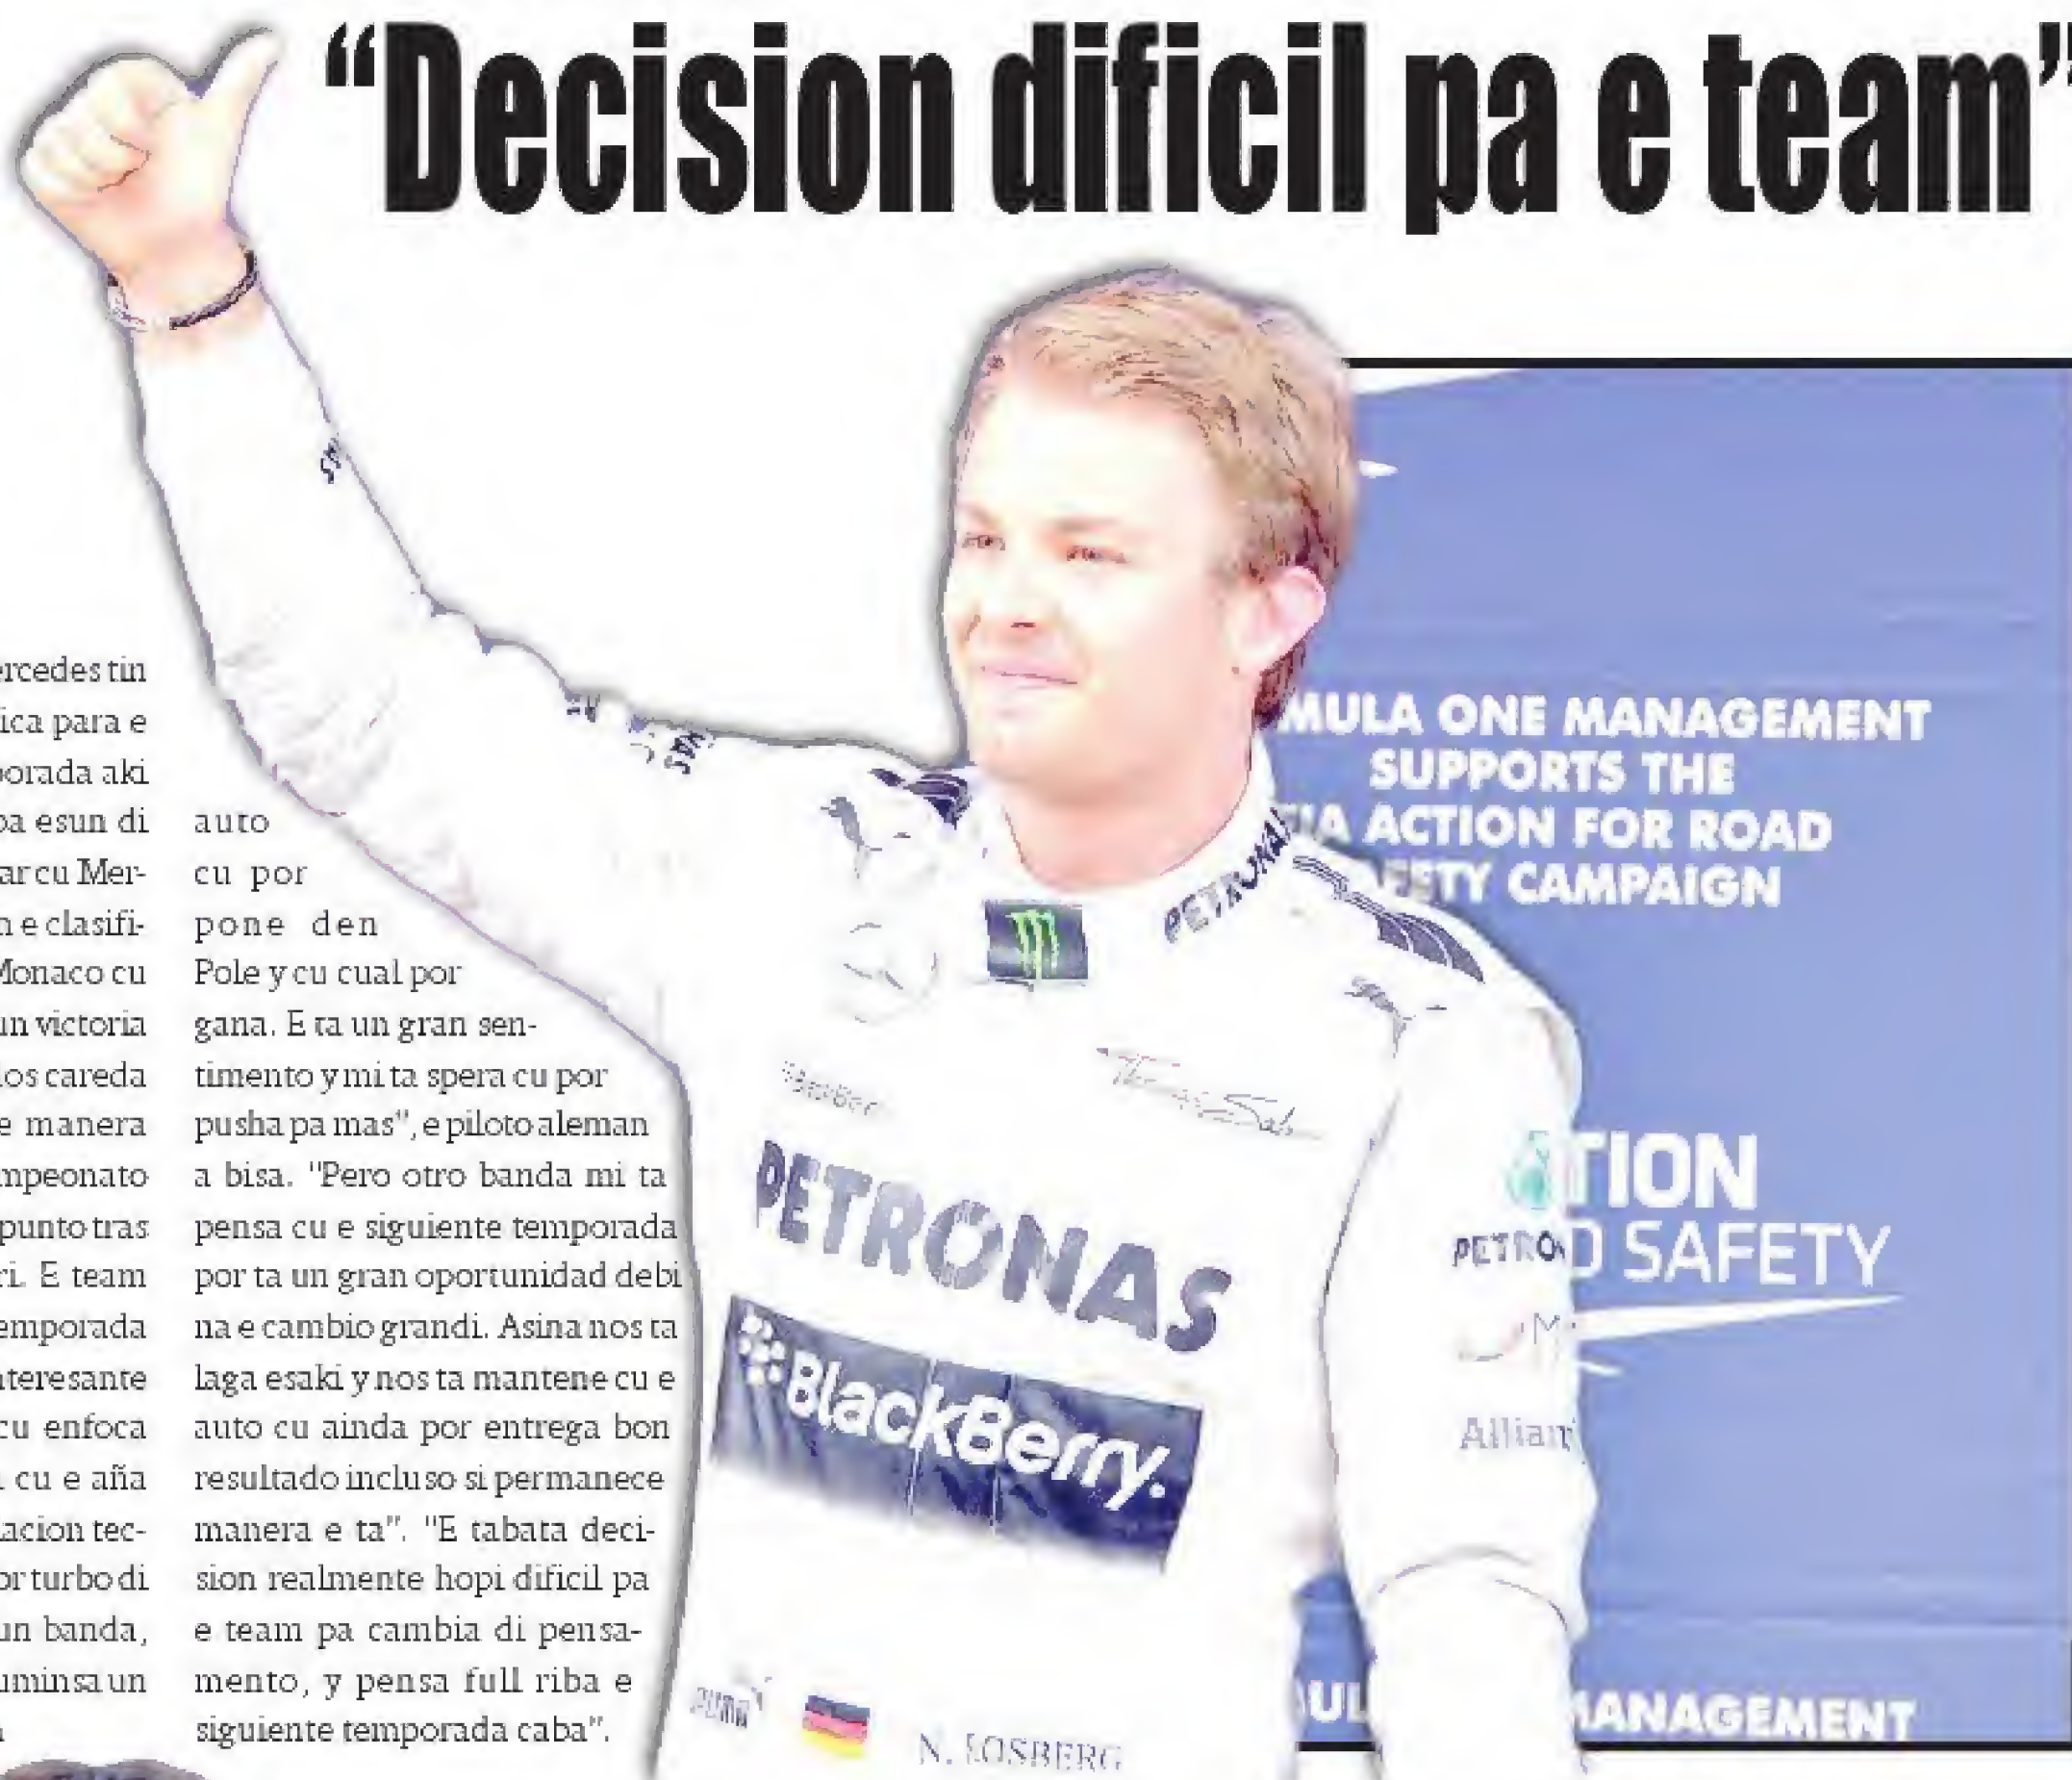 “Decision dificil pa e team”
ercedes tin
ica para e
porada aki
pa esun di
ar cu Mer-
n e clasifi-
Monaco cu
un victoria
los careda
e manera
mpeonato
punto tras
ri. E team
emporada
nteresante
cu enfoca
cu e aña
acion tec-
or turbo di
un banda,
uminsa un
auto
cu por
pone den
Pole y cu cual por
gana. E ta un gran sen-
timento y mi ta spera cu por
pusha pa mas", e piloto aleman
a bisa. "Pero otro banda mi ta
pensa cu e siguiente temporada
por ta un gran oportunidad debi
na e cambio grandi. Asina nos ta
laga esaki y nos ta mantene cu e
auto cu ainda por entrega bon
resultado incluso si permanece
manera e ta". "E tabata deci-
sion realmente hopi dificil pa
e team pa cambia di pensa-
mento, y pensa full riba e
siguiente temporada caba".
PETRONAS
PETRONAS
BlackBerry.
N. ROSBERG
MULA ONE MANAGEMENT
SUPPORTS THE
FIA ACTION FOR ROAD
AFETY CAMPAIGN
TION
PETRON
D SAFETY
Allian
MANAGEMENT